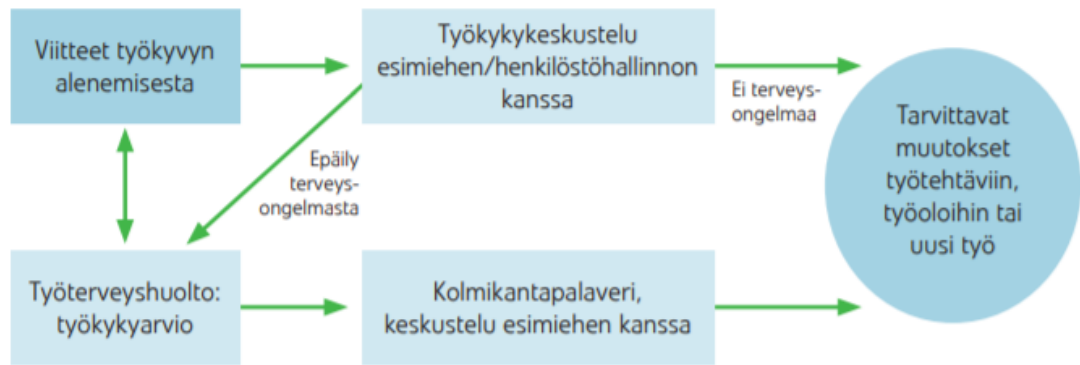 Viitteet työkyvyn
alenemisesta
Työkykykeskustelu
esimiehen/henkilöstöhallinnon
kanssa
Ei terveys-
ongelmaa
Epäily
terveys-
ongelmasta
Tarvittavat
muutokset
työtehtäviin,
työoloihin tai
uusi työ
Työterveyshuolto:
työkykyarvio
Kolmikantapalaveri,
keskustelu esimiehen kanssa